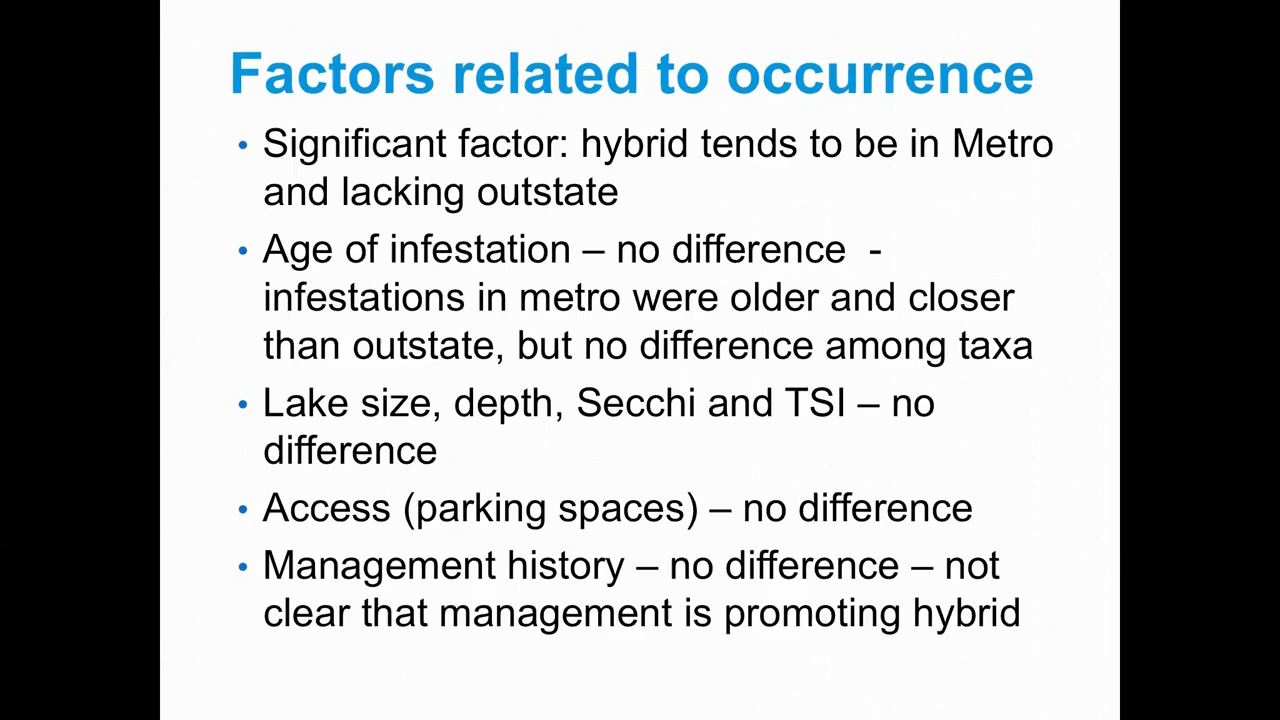 Factors related to occurrence
• Significant factor: hybrid tends to be in Metro
and lacking outstate
• Age of infestation – no difference  -
infestations in metro were older and closer
than outstate, but no difference among taxa
• Lake size, depth, Secchi and TSI – no
difference
• Access (parking spaces) – no difference
• Management history – no difference – not
clear that management is promoting hybrid